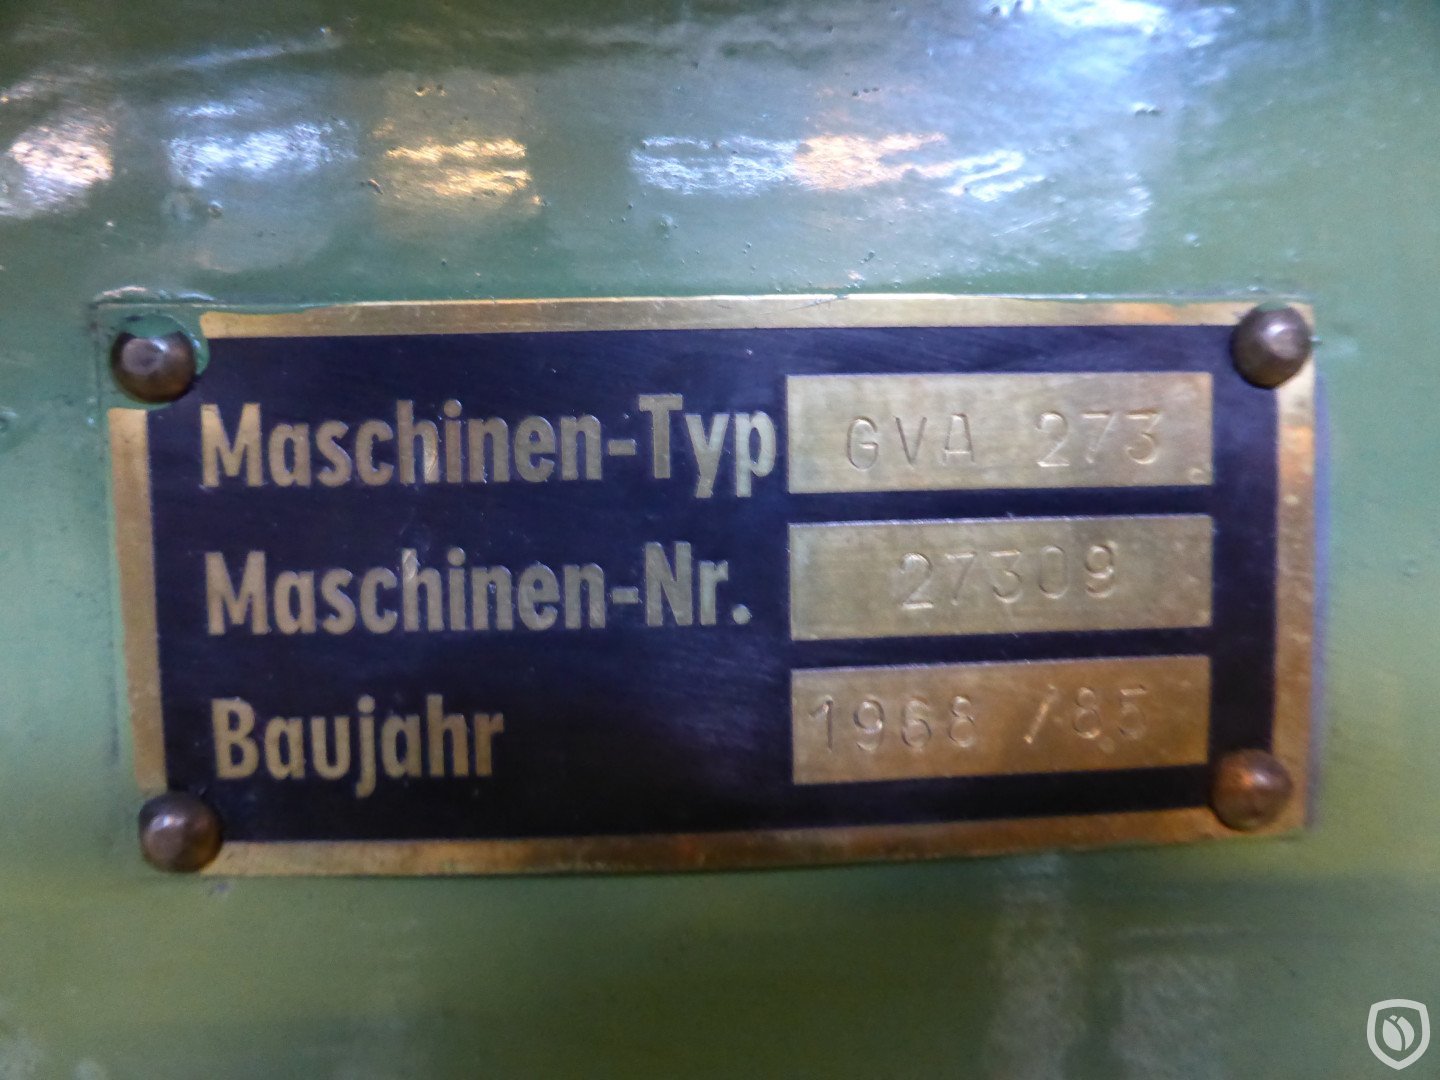 Maschinen-Typ GVA 273
Maschinen-Nr. 27309
Baujahr 1968 /85